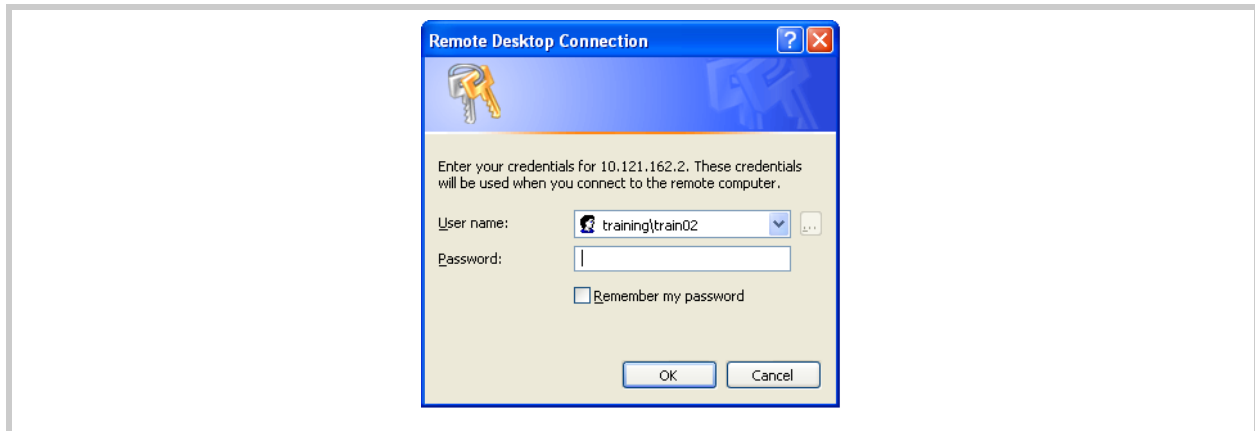 Remote Desktop Connection
Enter your credentials for 10.121.162.2. These credentials
will be used when you connect to the remote computer.
User name:
training\train02
...
Password:
Remember my password
OK
Cancel